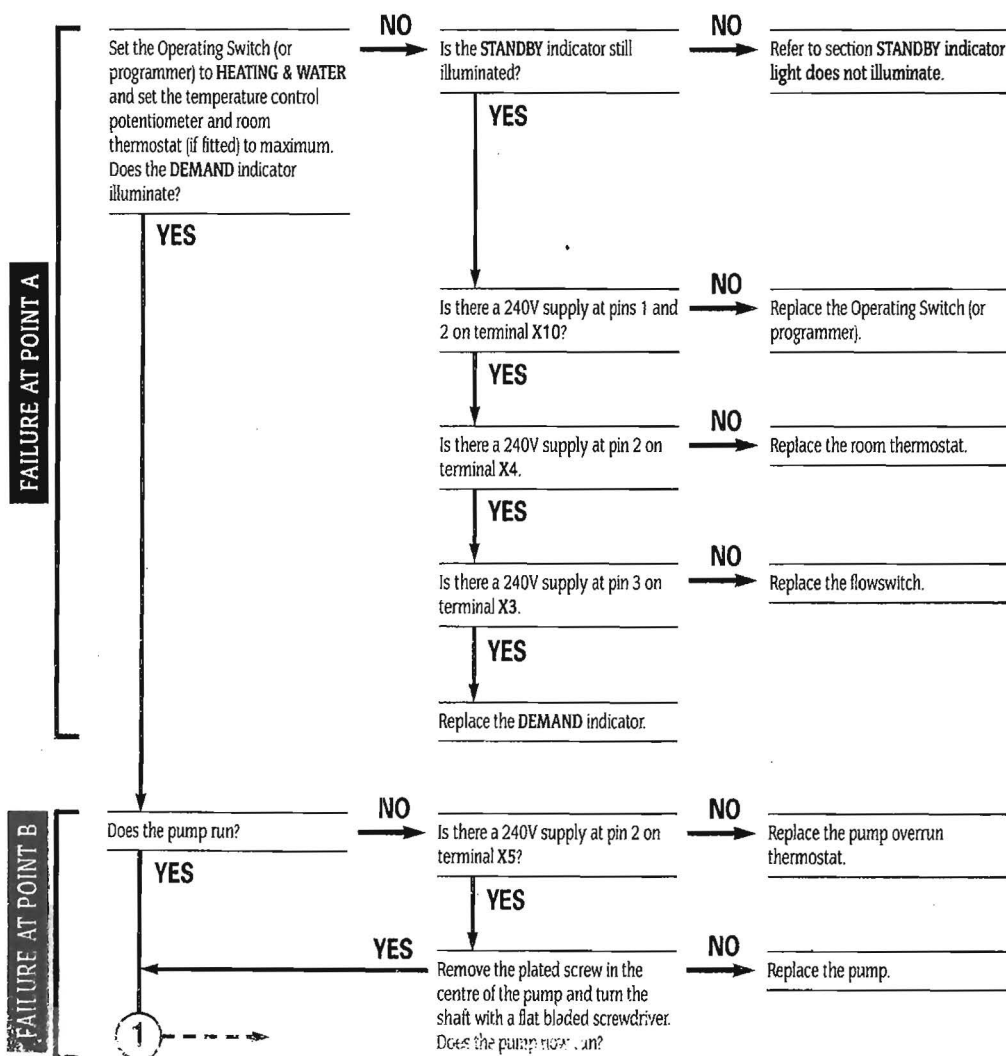 FAILURE AT POINT A
Set the Operating Switch (or
programmer) to HEATING & WATER
and set the temperature control
potentiometer and room
thermostat (if fitted) to maximum.
Does the DEMAND indicator
illuminate?
NO
Is the STANDBY indicator still
illuminated?
NO
Refer to section STANDBY indicator
light does not illuminate.
YES
YES
Is there a 240V supply at pins 1 and
2 on terminal X10?
NO
Replace the Operating Switch (or
programmer).
YES
Is there a 240V supply at pin 2 on
terminal X4.
NO
Replace the room thermostat.
YES
Is there a 240V supply at pin 3 on
terminal X3.
NO
Replace the flowswitch.
YES
Replace the DEMAND indicator.
FAILURE AT POINT B
Does the pump run?
NO
Is there a 240V supply at pin 2 on
terminal X5?
NO
Replace the pump overrun
thermostat.
YES
YES
YES
Remove the plated screw in the
centre of the pump and turn the
shaft with a flat bladed screwdriver.
Does the pump now run?
NO
Replace the pump.
1